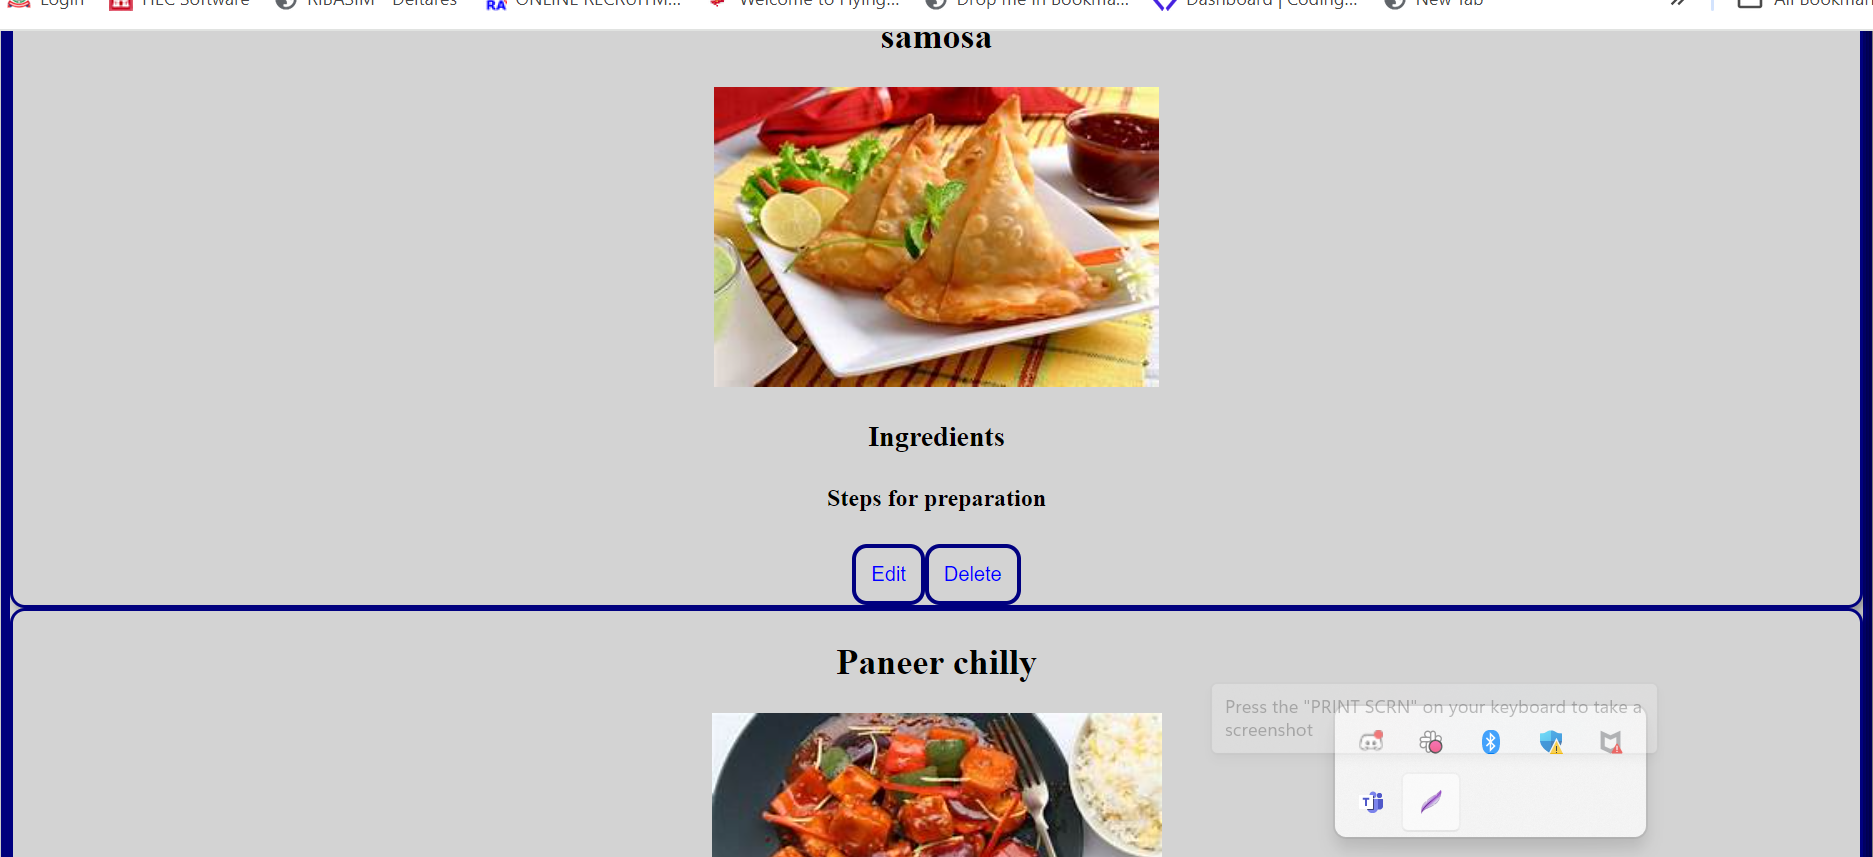 Login HEC Software RIBASIM - Deltares ONLINE RECRUITM... Welcome to Flying... Drop me in Bookma... Dashboard | Coding... New Tab » All Bookmar
samosa
Ingredients
Steps for preparation
Edit Delete
Paneer chilly
Press the "PRINT SCRN" on your keyboard to take a
screenshot